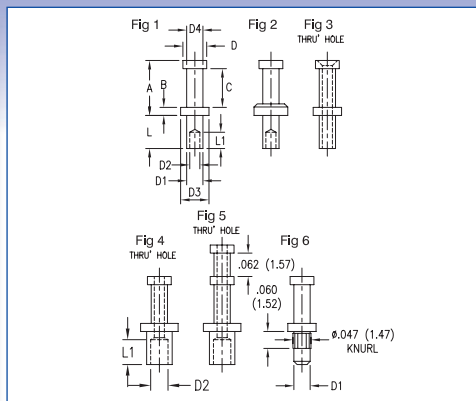 Fig 1
Fig 2
Fig 3
THRU' HOLE
D4
D
A
B
C
L
L1
D2
D1
D3
Fig 4
THRU' HOLE
Fig 5
THRU' HOLE
Fig 6
.062 (1.57)
.060
(1.52)
ø.047 (1.47)
KNURL
L1
D2
D1